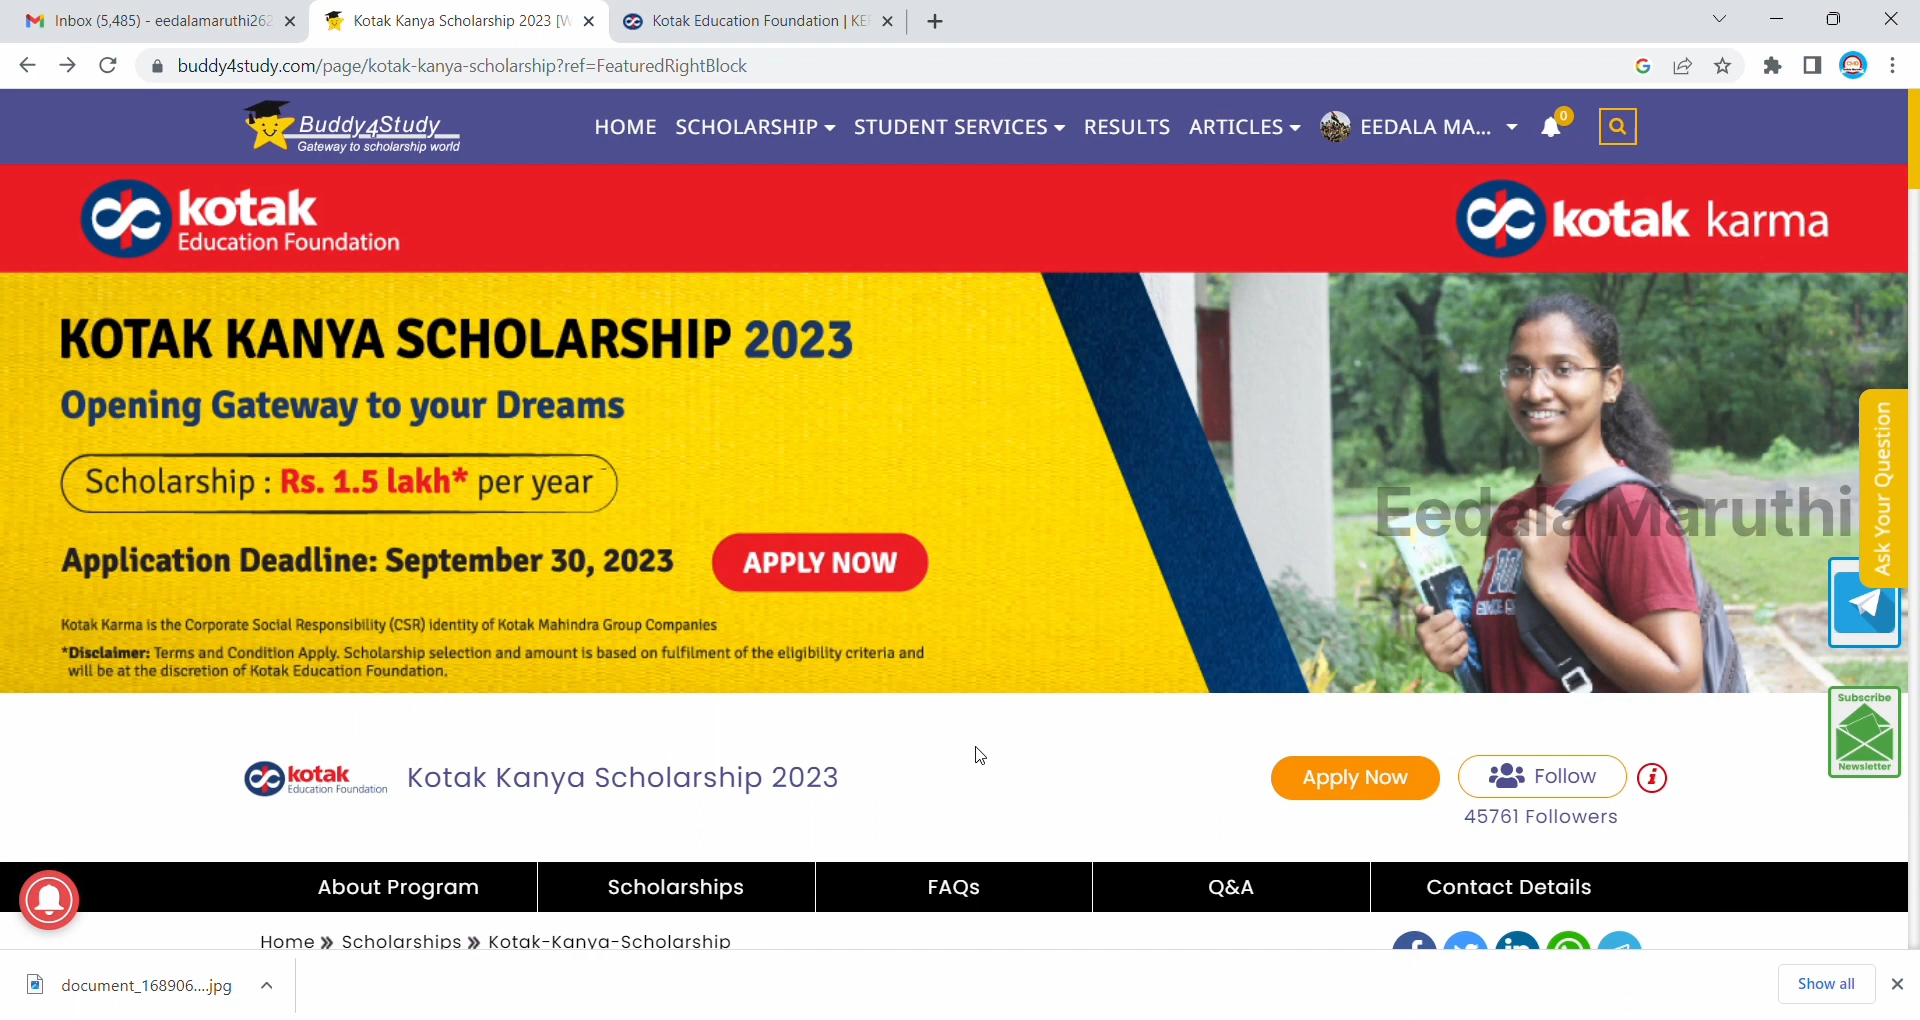 Inbox (5,485) - eedalamaruthi262
Kotak Kanya Scholarship 2023 [W
Kotak Education Foundation | KEF
buddy4study.com/page/kotak-kanya-scholarship?ref=FeaturedRightBlock
Buddy4Study
Gateway to scholarship world
HOME SCHOLARSHIP STUDENT SERVICES RESULTS ARTICLES EEDALA MA... 0
kotak
Education Foundation
kotak karma
KOTAK KANYA SCHOLARSHIP 2023
Opening Gateway to your Dreams
Scholarship : Rs. 1.5 lakh* per year
Application Deadline: September 30, 2023 APPLY NOW
Kotak Karma is the Corporate Social Responsibility (CSR) identity of Kotak Mahindra Group Companies
*Disclaimer: Terms and Condition Apply. Scholarship selection and amount is based on fulfilment of the eligibility criteria and
will be at the discretion of Kotak Education Foundation.
Eedala Maruthi
Ask Your Question
Subscribe
Newsletter
kotak
Education Foundation
Kotak Kanya Scholarship 2023
Apply Now
Follow
i
45761 Followers
About Program Scholarships FAQs Q&A Contact Details
Home » Scholarships » Kotak-Kanya-Scholarship
document_168906....jpg
Show all